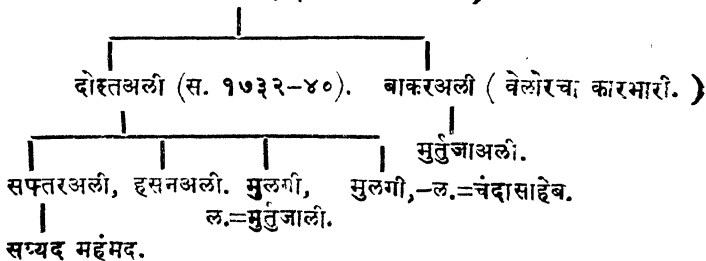 दोस्तअली (स. १७३२-४०). बाकरअली ( वेलोरचा कारभारी. )
मुर्तुजाअली.
सफ्तरअली, हसनअली. मुलगी, मुलगी,-ल.=चंदासाहेब.
ल.=मुर्तुजाली.
सय्यद महंमद.